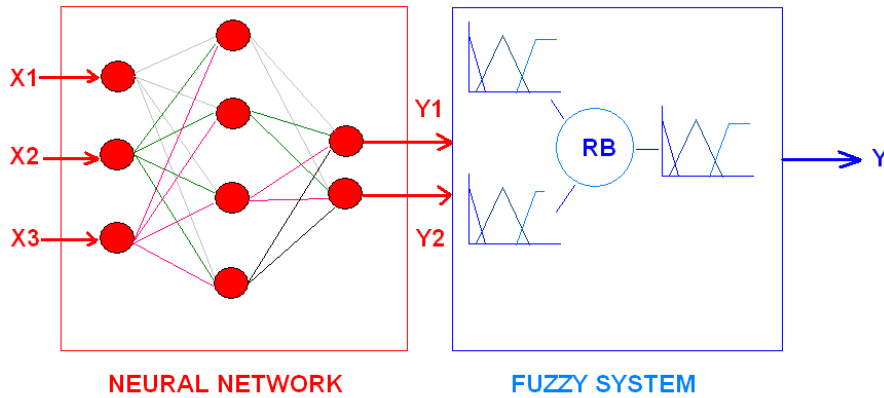 X1
X2
X3
Y1
Y2
RB
Y
NEURAL NETWORK
FUZZY SYSTEM